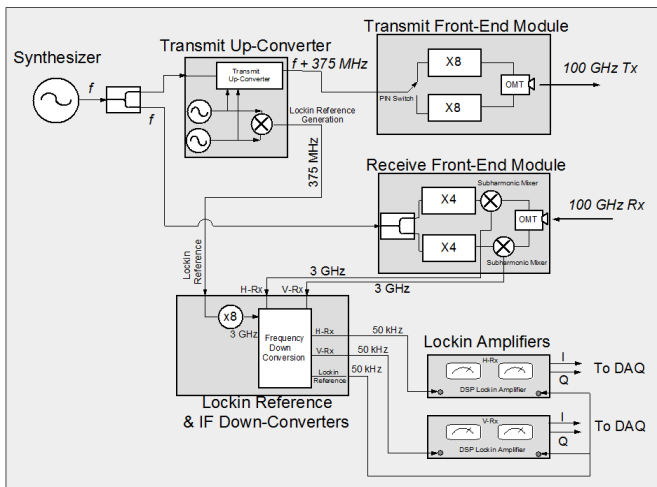 Transmit Front-End Module
Synthesizer
Transmit Up-Converter
f + 375 MHz
Transmit
Up-Converter
X8
X8
OMT
100 GHz Tx
PIN Switch
f
f
Lockin Reference
Generation
375 MHz
Receive Front-End Module
Subharmonic Mixer
X4
X4
OMT
100 GHz Rx
Subharmonic Mixer
Lockin
Reference
3 GHz
3 GHz
H-Rx
V-Rx
x8
3 GHz
Frequency
Down
Conversion
H-Rx
50 kHz
V-Rx
50 kHz
Lockin
Reference
50 kHz
Lockin Reference
& IF Down-Converters
Lockin Amplifiers
H-Rx
DSP Lockin Amplifier
I
Q
To DAQ
V-Rx
DSP Lockin Amplifier
I
Q
To DAQ